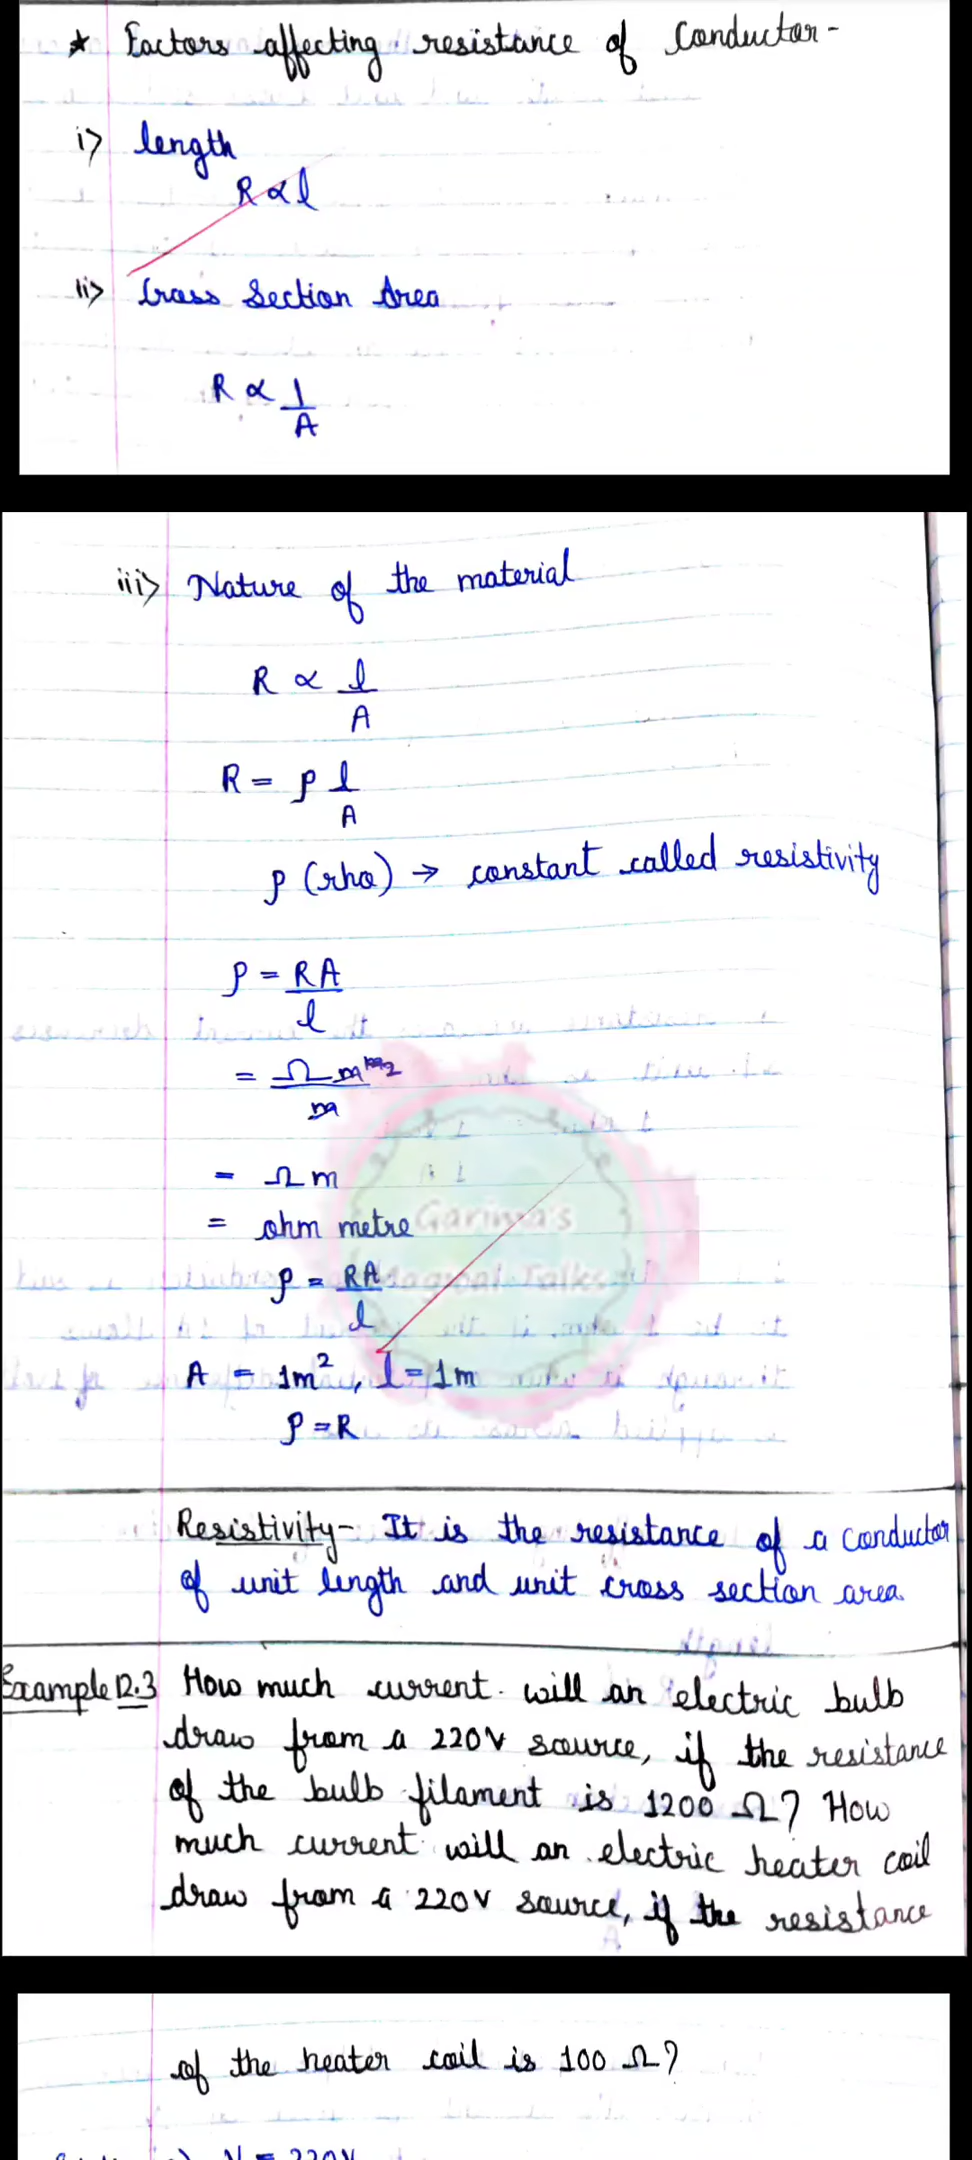 ★ Factors affecting resistance of Conductor-
i> length
R ∝ l
ii> Cross Section Area
R ∝ 1/A
iii> Nature of the material
R ∝ l/A
R = ρ l/A
ρ (rho) → constant called resistivity
ρ = RA/l
= Ω m²/m
= Ω m
= ohm metre
Garima's
ρ = RA/l
Magical Talks
A = 1m², l = 1m
ρ = R
Resistivity- It is the resistance of a conductor
of unit length and unit cross section area
Example 12.3 How much current will an electric bulb
draw from a 220V source, if the resistance
of the bulb filament is 1200 Ω? How
much current will an electric heater coil
draw from a 220V source, if the resistance
of the heater coil is 100 Ω?
V = 220V